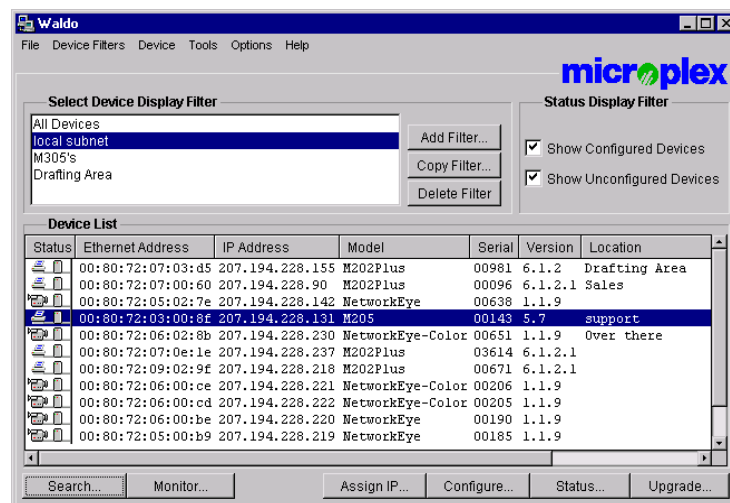 Waldo
File Device Filters Device Tools Options Help
microplex
Select Device Display Filter
Status Display Filter
All Devices
local subnet
M305's
Drafting Area
Add Filter...
Copy Filter...
Delete Filter
Show Configured Devices
Show Unconfigured Devices
Device List
Status Ethernet Address IP Address Model Serial Version Location
00:80:72:07:03:d5 207.194.228.155 M202Plus 00981 6.1.2 Drafting Area
00:80:72:07:00:60 207.194.228.90 M202Plus 00096 6.1.2.1 Sales
00:80:72:05:02:7e 207.194.228.142 NetworkEye 00638 1.1.9
00:80:72:03:00:8f 207.194.228.131 M205 00143 5.7 support
00:80:72:06:02:8b 207.194.228.230 NetworkEye-Color 00651 1.1.9 Over there
00:80:72:07:0e:1e 207.194.228.237 M202Plus 03614 6.1.2.1
00:80:72:09:02:9f 207.194.228.218 M202Plus 00671 6.1.2.1
00:80:72:06:00:ce 207.194.228.221 NetworkEye-Color 00206 1.1.9
00:80:72:06:00:cd 207.194.228.222 NetworkEye-Color 00205 1.1.9
00:80:72:06:00:be 207.194.228.220 NetworkEye 00190 1.1.9
00:80:72:05:00:b9 207.194.228.219 NetworkEye 00185 1.1.9
Search... Monitor... Assign IP... Configure... Status... Upgrade...